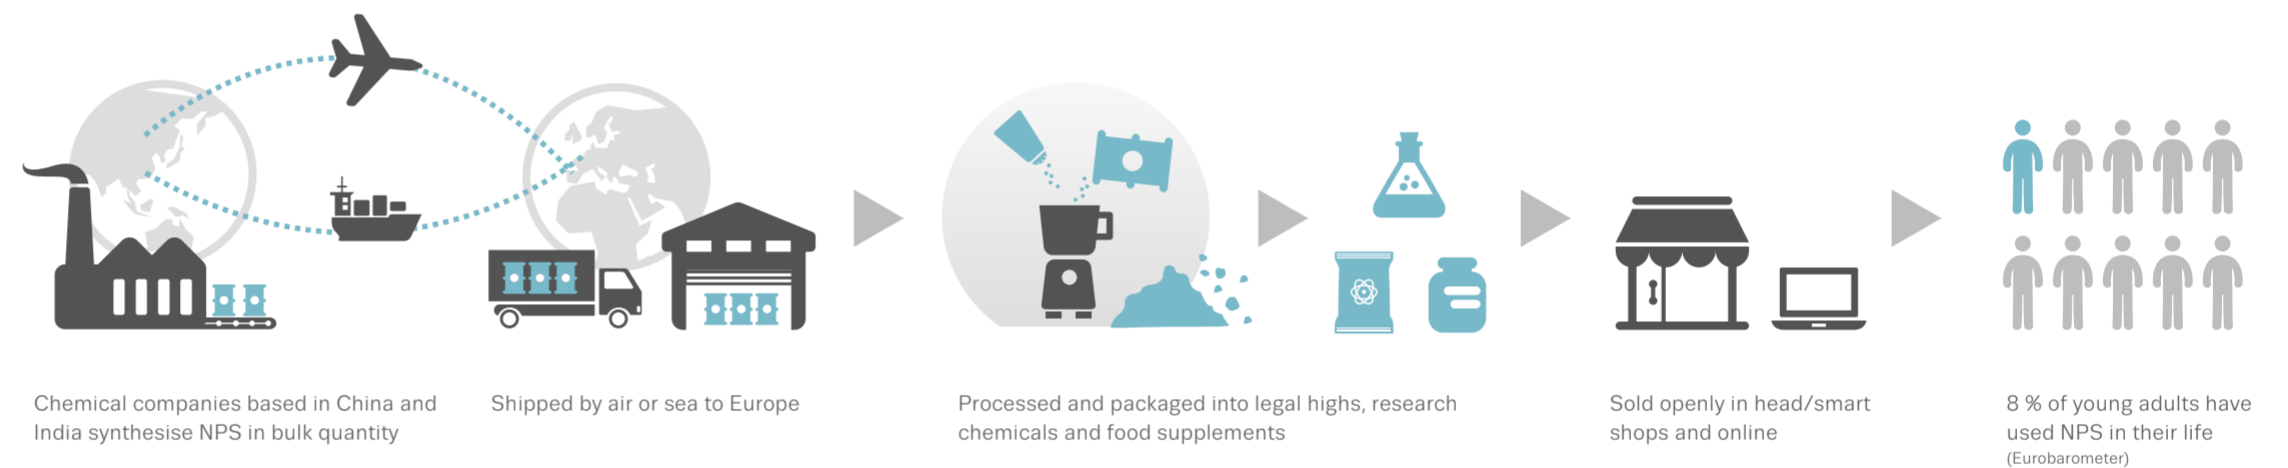 Chemical companies based in China and
India synthesise NPS in bulk quantity
Shipped by air or sea to Europe
Processed and packaged into legal highs, research
chemicals and food supplements
Sold openly in head/smart
shops and online
8 % of young adults have
used NPS in their life
(Eurobarometer)